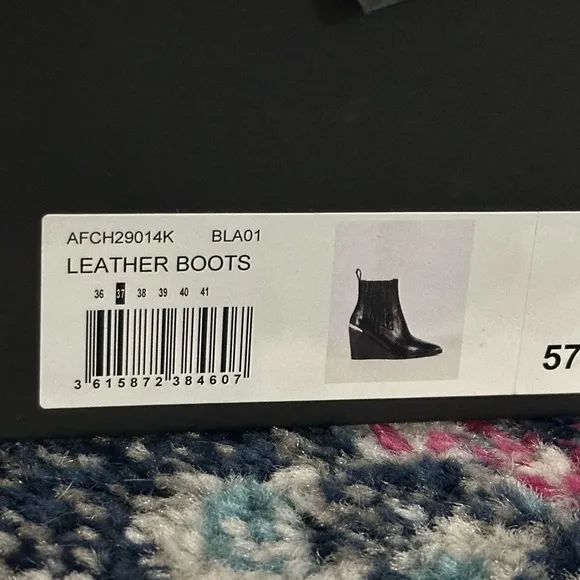 AFCH29014K BLA01
LEATHER BOOTS
36 37 38 39 40 41
3 615872 384607
57